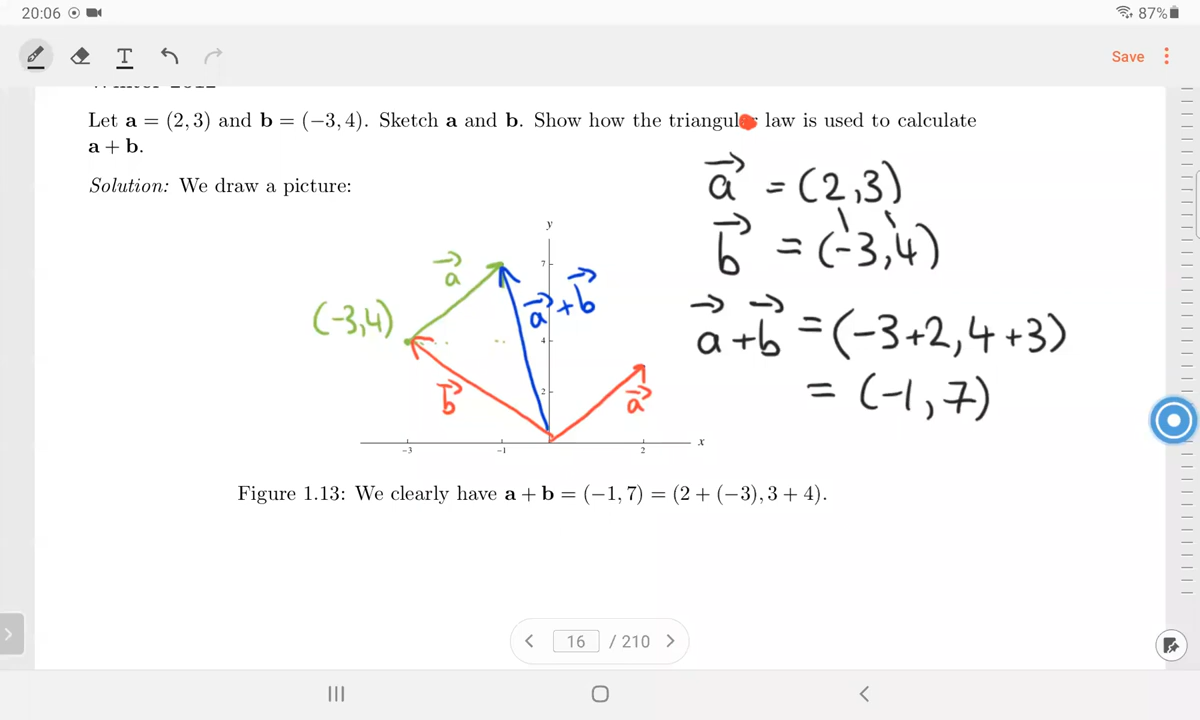 20:06 87%
T Save
Let a = (2, 3) and b = (−3, 4). Sketch a and b. Show how the triangular law is used to calculate
a + b.
Solution: We draw a picture:
a⃗ = (2,3)
b⃗ = (-3,4)
a⃗ + b⃗ = (-3+2, 4+3)
= (-1, 7)
y
7
a⃗
a⃗ + b⃗
(-3,4)
4
b⃗
2
a⃗
x
−3 −1 2
Figure 1.13: We clearly have a + b = (−1, 7) = (2 + (−3), 3 + 4).
16 / 210